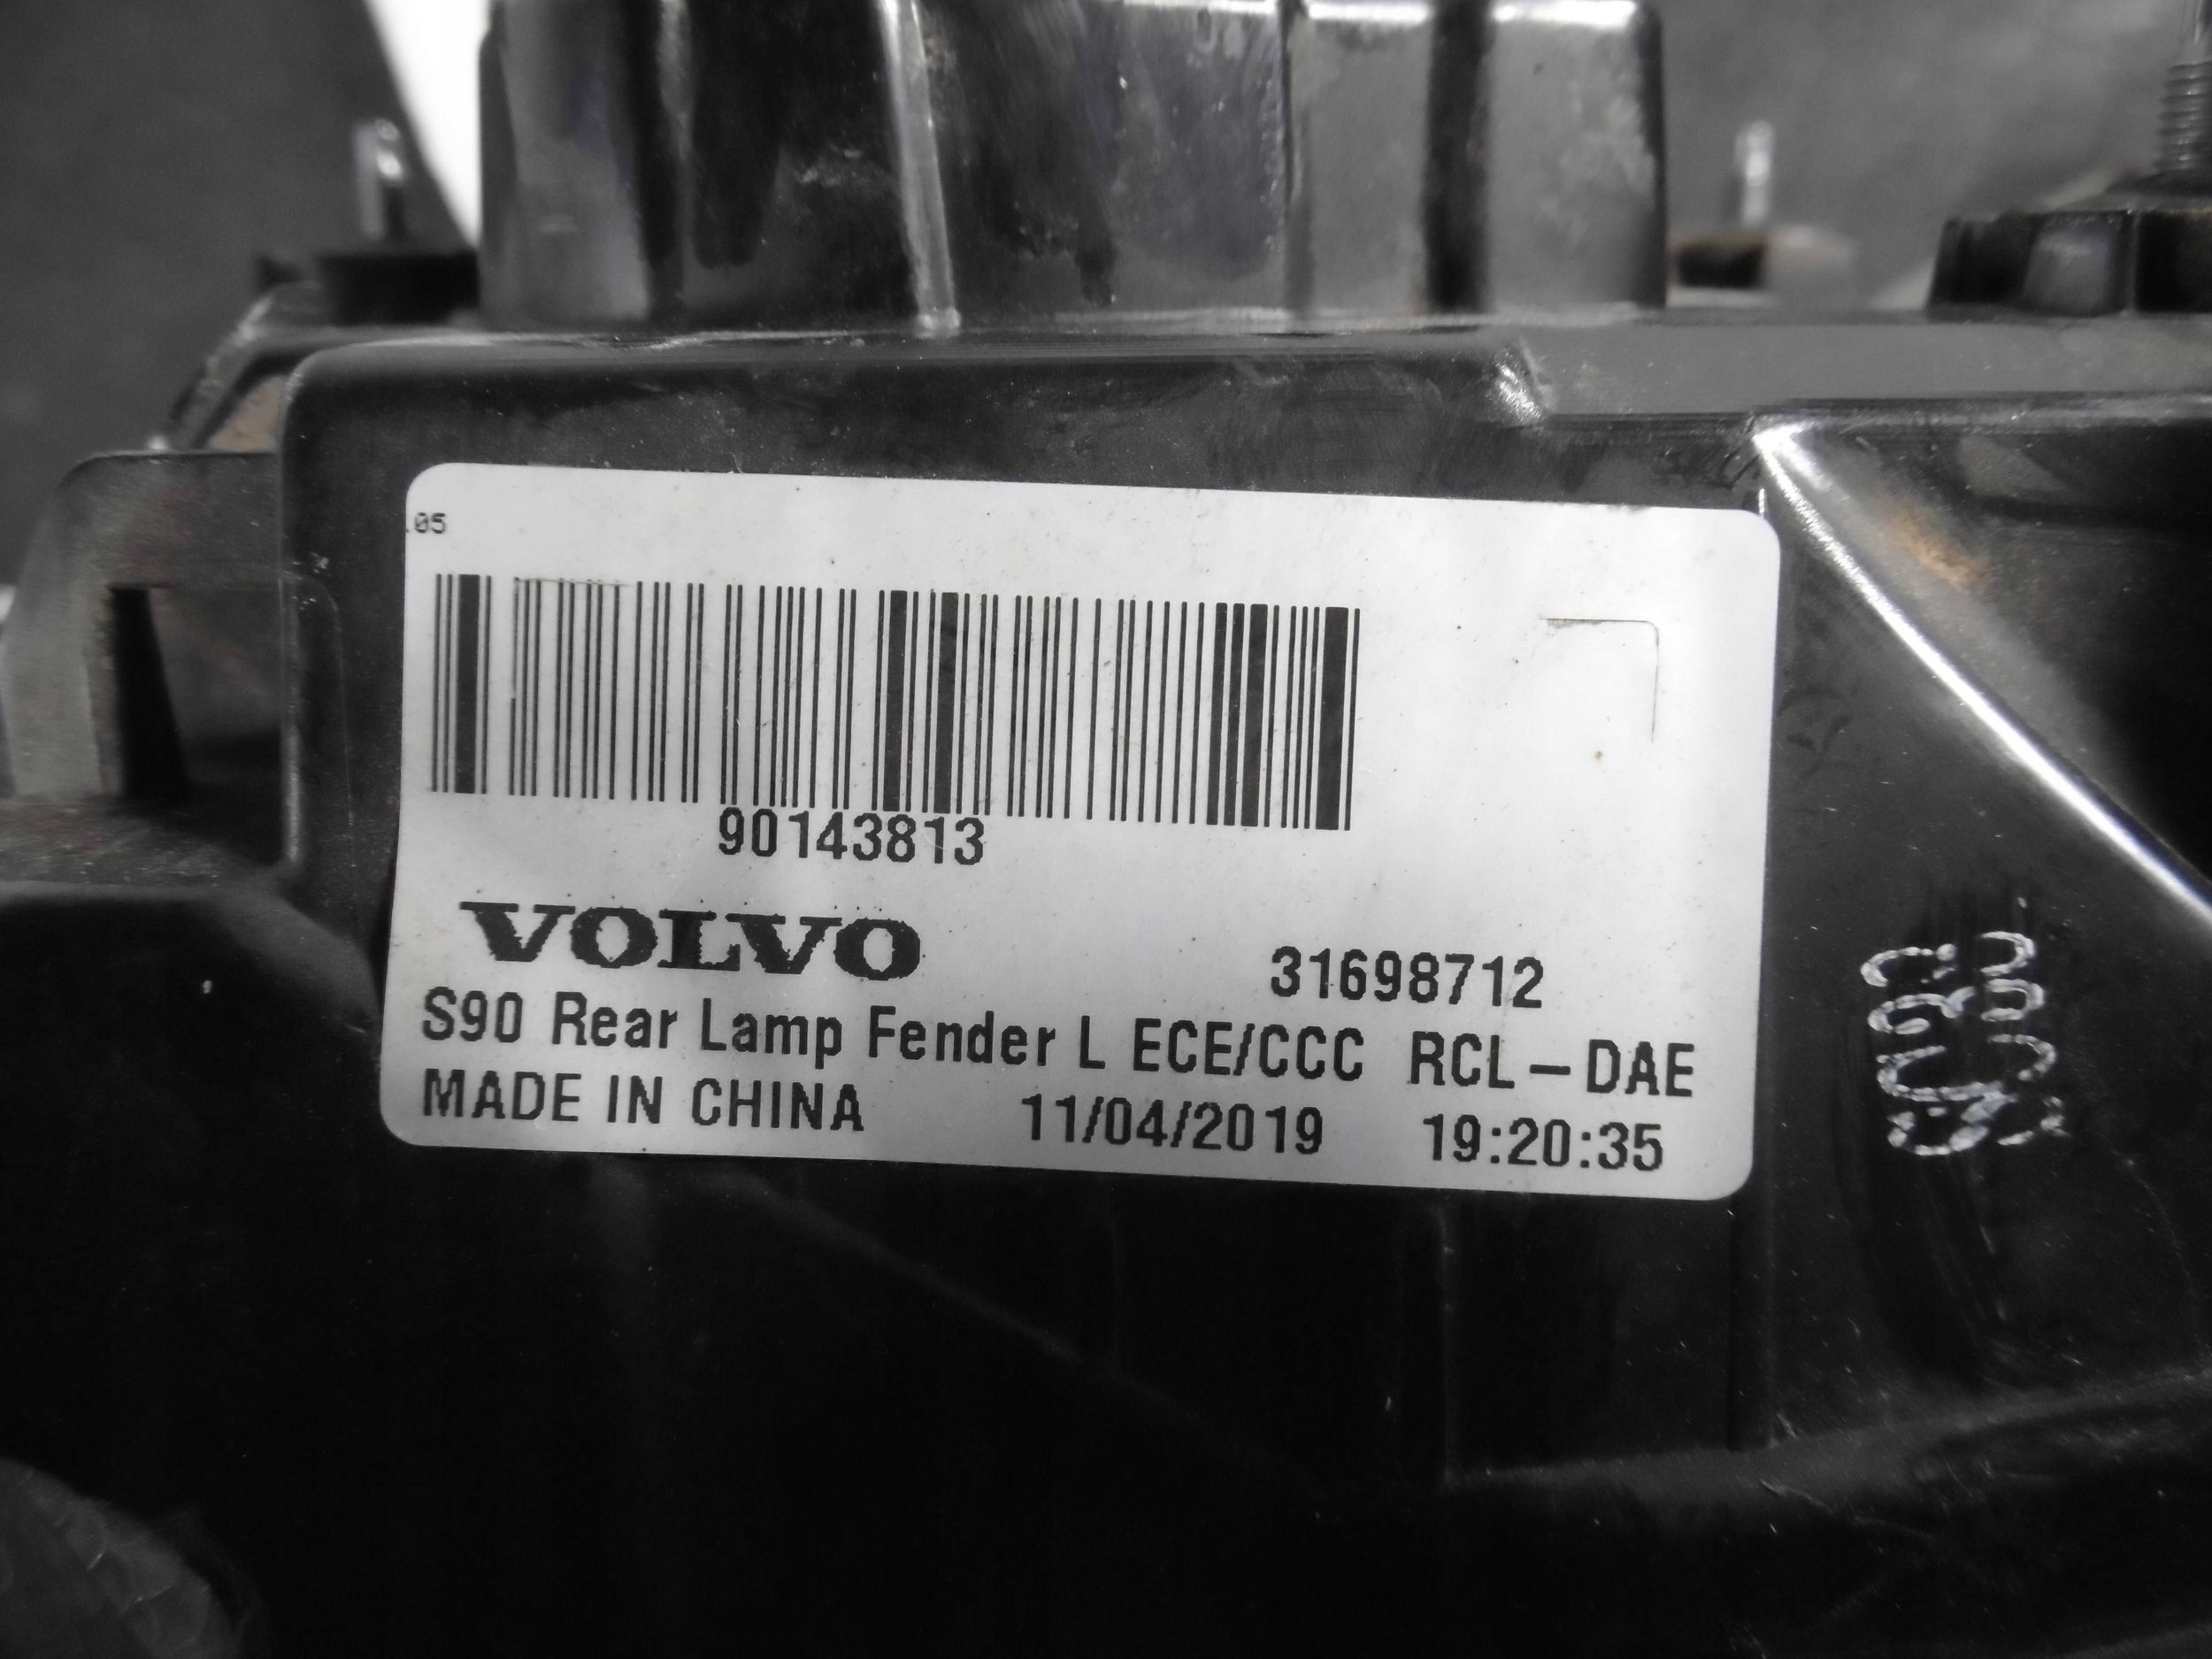 .05
90143813
VOLVO 31698712
S90 Rear Lamp Fender L ECE/CCC RCL-DAE
MADE IN CHINA 11/04/2019 19:20:35